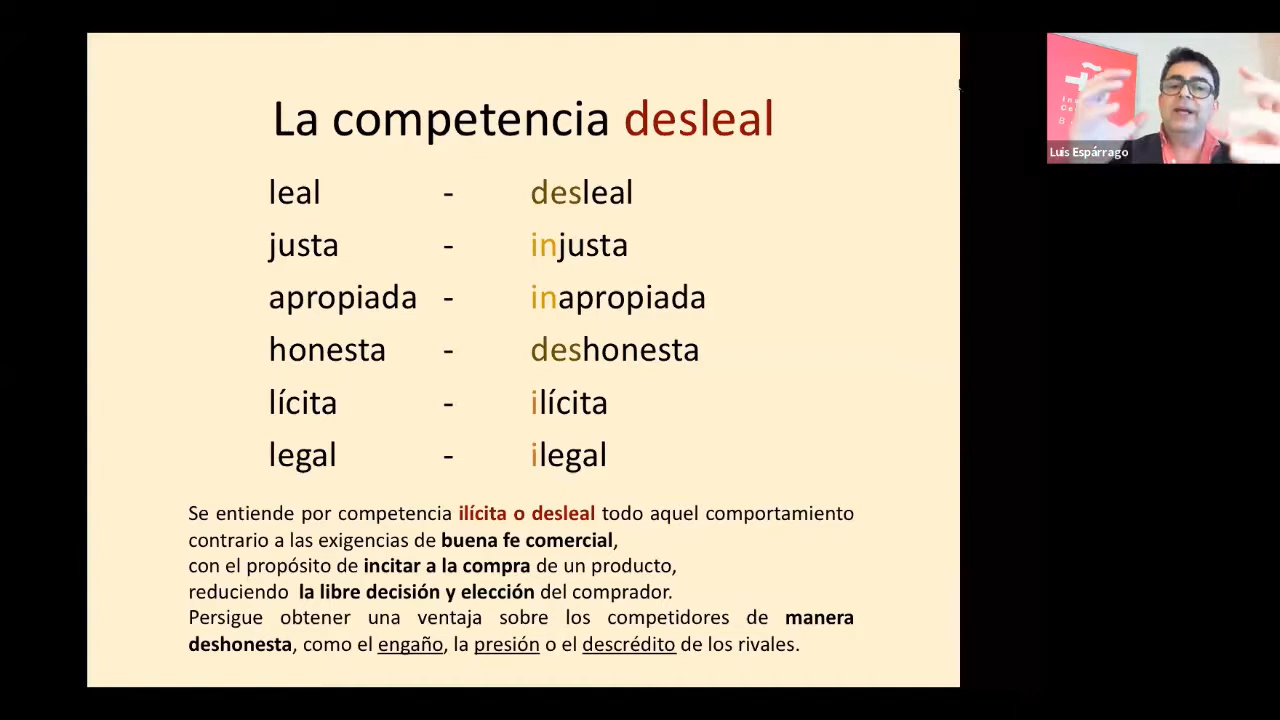 La competencia desleal
leal - desleal
justa - injusta
apropiada - inapropiada
honesta - deshonesta
lícita - ilícita
legal - ilegal
Se entiende por competencia ilícita o desleal todo aquel comportamiento
contrario a las exigencias de buena fe comercial,
con el propósito de incitar a la compra de un producto,
reduciendo la libre decisión y elección del comprador.
Persigue obtener una ventaja sobre los competidores de manera
deshonesta, como el engaño, la presión o el descrédito de los rivales.
Luis Espárrago